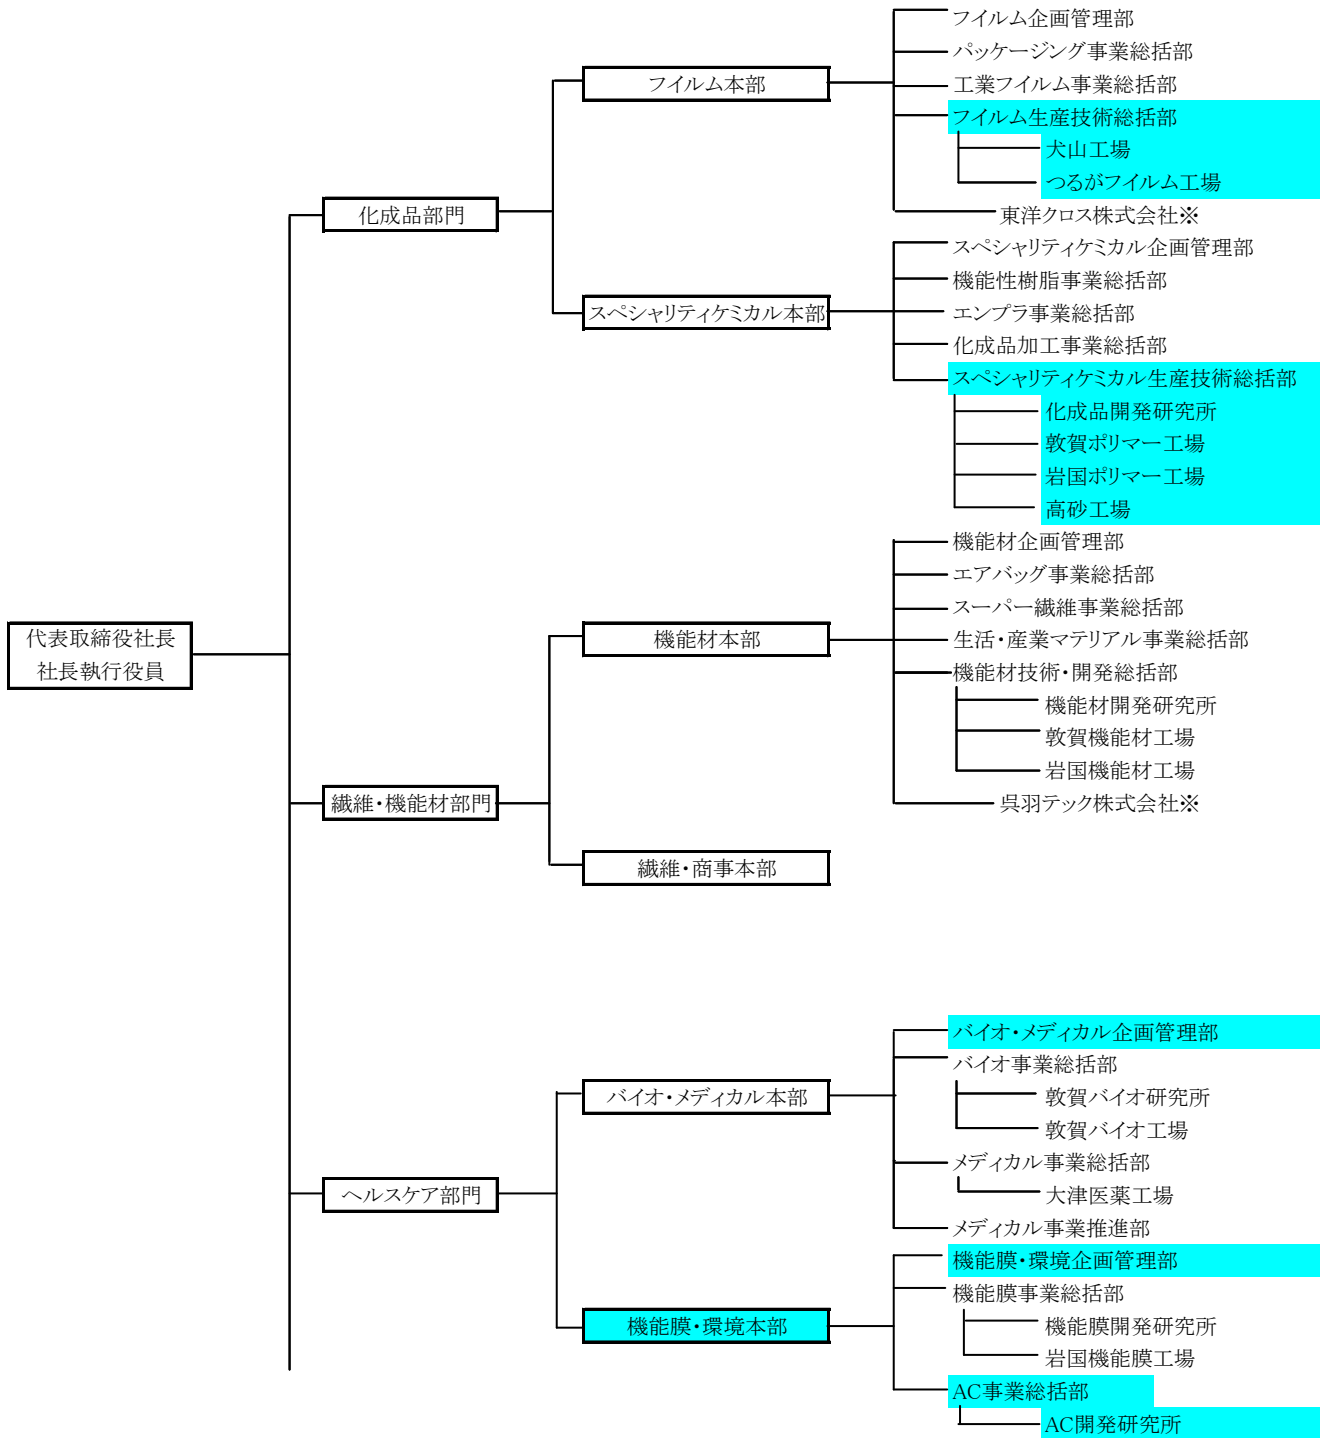 フイルム企画管理部
パッケージング事業総括部
フイルム本部
工業フイルム事業総括部
フイルム生産技術総括部
犬山工場
つるがフイルム工場
化成品部門
東洋クロス株式会社※
スペシャリティケミカル企画管理部
機能性樹脂事業総括部
スペシャリティケミカル本部
エンプラ事業総括部
化成品加工事業総括部
スペシャリティケミカル生産技術総括部
化成品開発研究所
敦賀ポリマー工場
岩国ポリマー工場
高砂工場
機能材企画管理部
エアバッグ事業総括部
スーパー繊維事業総括部
代表取締役社長
社長執行役員
機能材本部
生活・産業マテリアル事業総括部
機能材技術・開発総括部
機能材開発研究所
敦賀機能材工場
岩国機能材工場
繊維・機能材部門
呉羽テック株式会社※
繊維・商事本部
バイオ・メディカル企画管理部
バイオ事業総括部
バイオ・メディカル本部
敦賀バイオ研究所
敦賀バイオ工場
メディカル事業総括部
ヘルスケア部門
大津医薬工場
メディカル事業推進部
機能膜・環境企画管理部
機能膜事業総括部
機能膜・環境本部
機能膜開発研究所
岩国機能膜工場
AC事業総括部
AC開発研究所